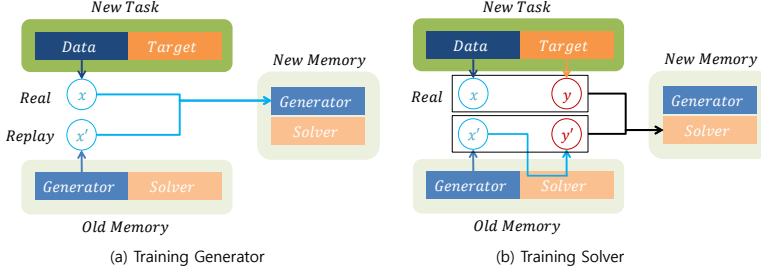 New Task
Data Target
New Memory
Real x
Generator
Solver
Replay x′
Generator Solver
Old Memory
(a) Training Generator
New Task
Data Target
New Memory
Real x y
Generator
Solver
x′ y′
Generator Solver
Old Memory
(b) Training Solver